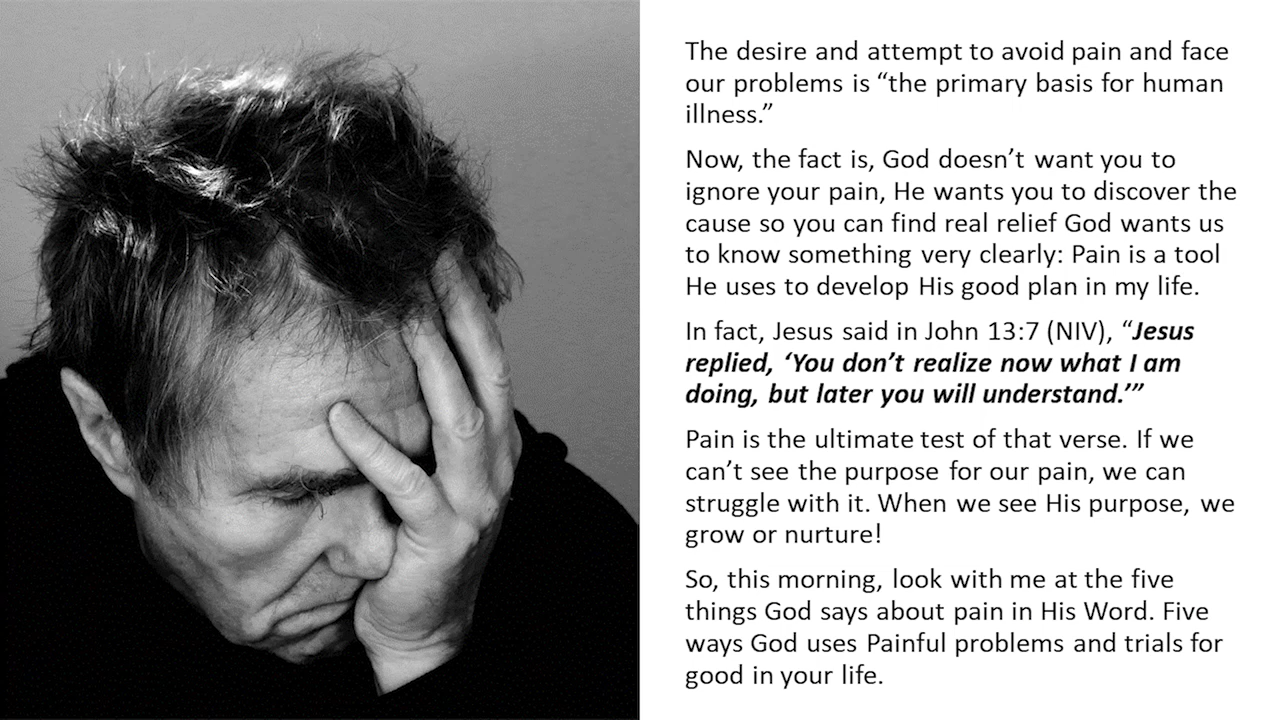 The desire and attempt to avoid pain and face
our problems is “the primary basis for human
illness.”
Now, the fact is, God doesn’t want you to
ignore your pain, He wants you to discover the
cause so you can find real relief God wants us
to know something very clearly: Pain is a tool
He uses to develop His good plan in my life.
In fact, Jesus said in John 13:7 (NIV), “Jesus
replied, ‘You don’t realize now what I am
doing, but later you will understand.’”
Pain is the ultimate test of that verse. If we
can’t see the purpose for our pain, we can
struggle with it. When we see His purpose, we
grow or nurture!
So, this morning, look with me at the five
things God says about pain in His Word. Five
ways God uses Painful problems and trials for
good in your life.